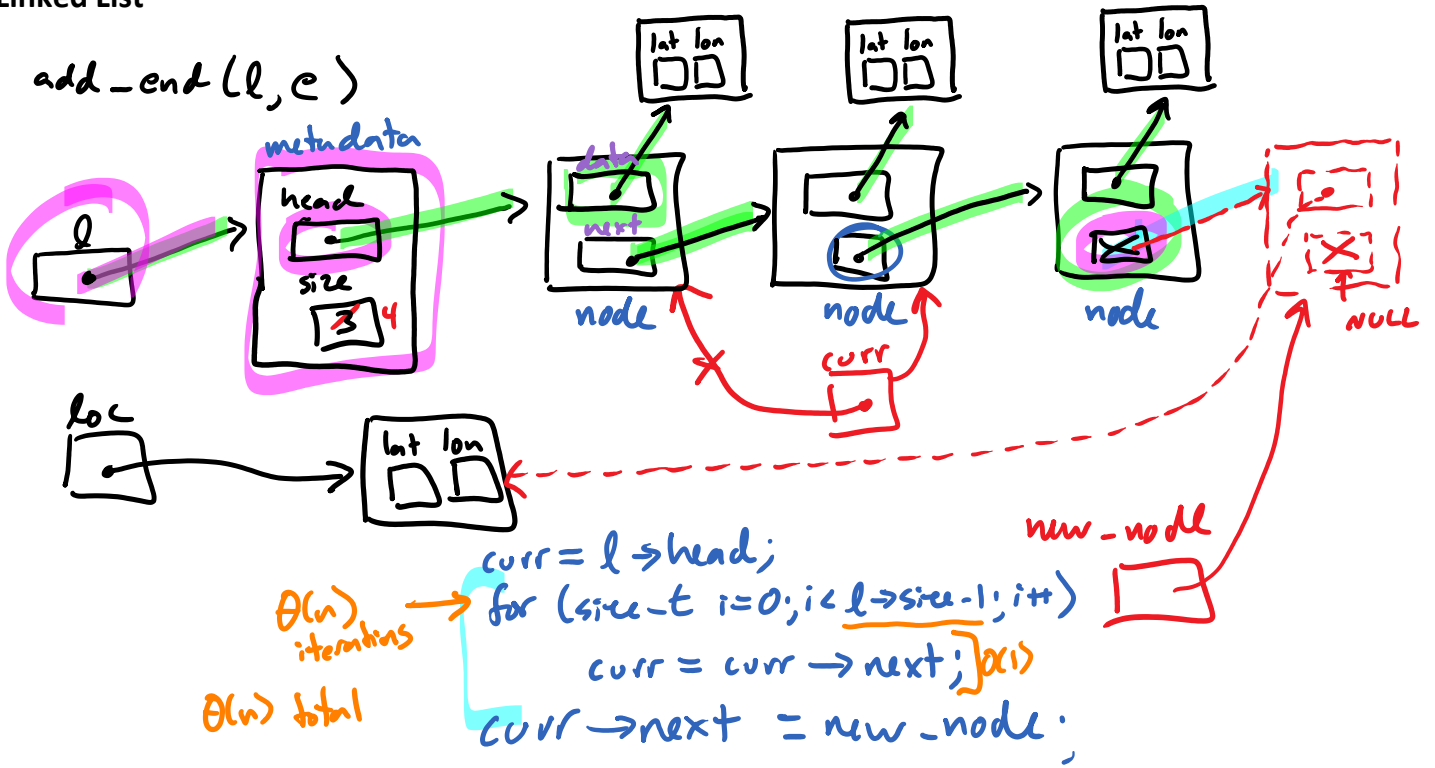 Linked List
add_end(l, e)
lat lon
lat lon
lat lon
metadata
l
head
size
3 4
data
next
node
node
node
NULL
curr
loc
lat lon
new_node
curr = l→head;
for (size_t i=0; i< l→size-1; i++)
curr = curr → next; O(1)
curr→next = new_node;
Θ(n)
iterations
Θ(n) total